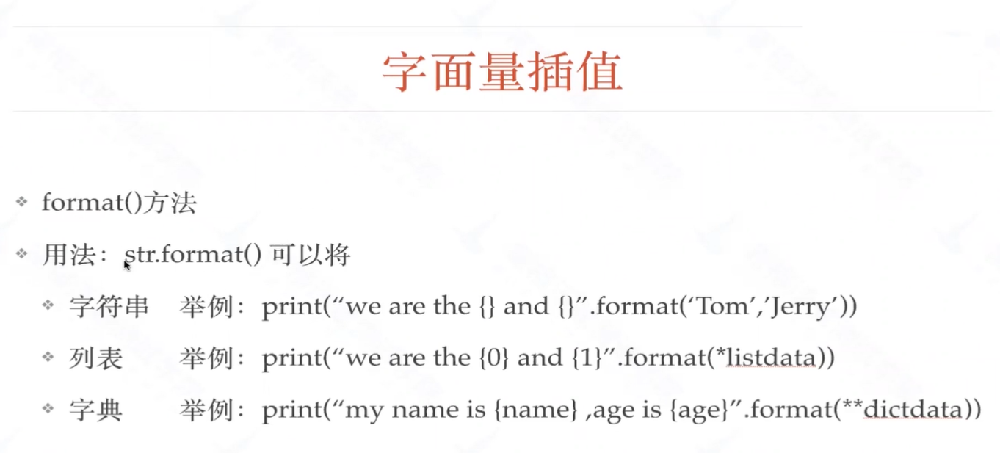 字面量插值
format()方法
用法：str.format() 可以将
字符串 举例：print(“we are the {} and {}”.format(‘Tom’,’Jerry’))
列表 举例：print(“we are the {0} and {1}”.format(*listdata))
字典 举例：print(“my name is {name} ,age is {age}”.format(**dictdata))